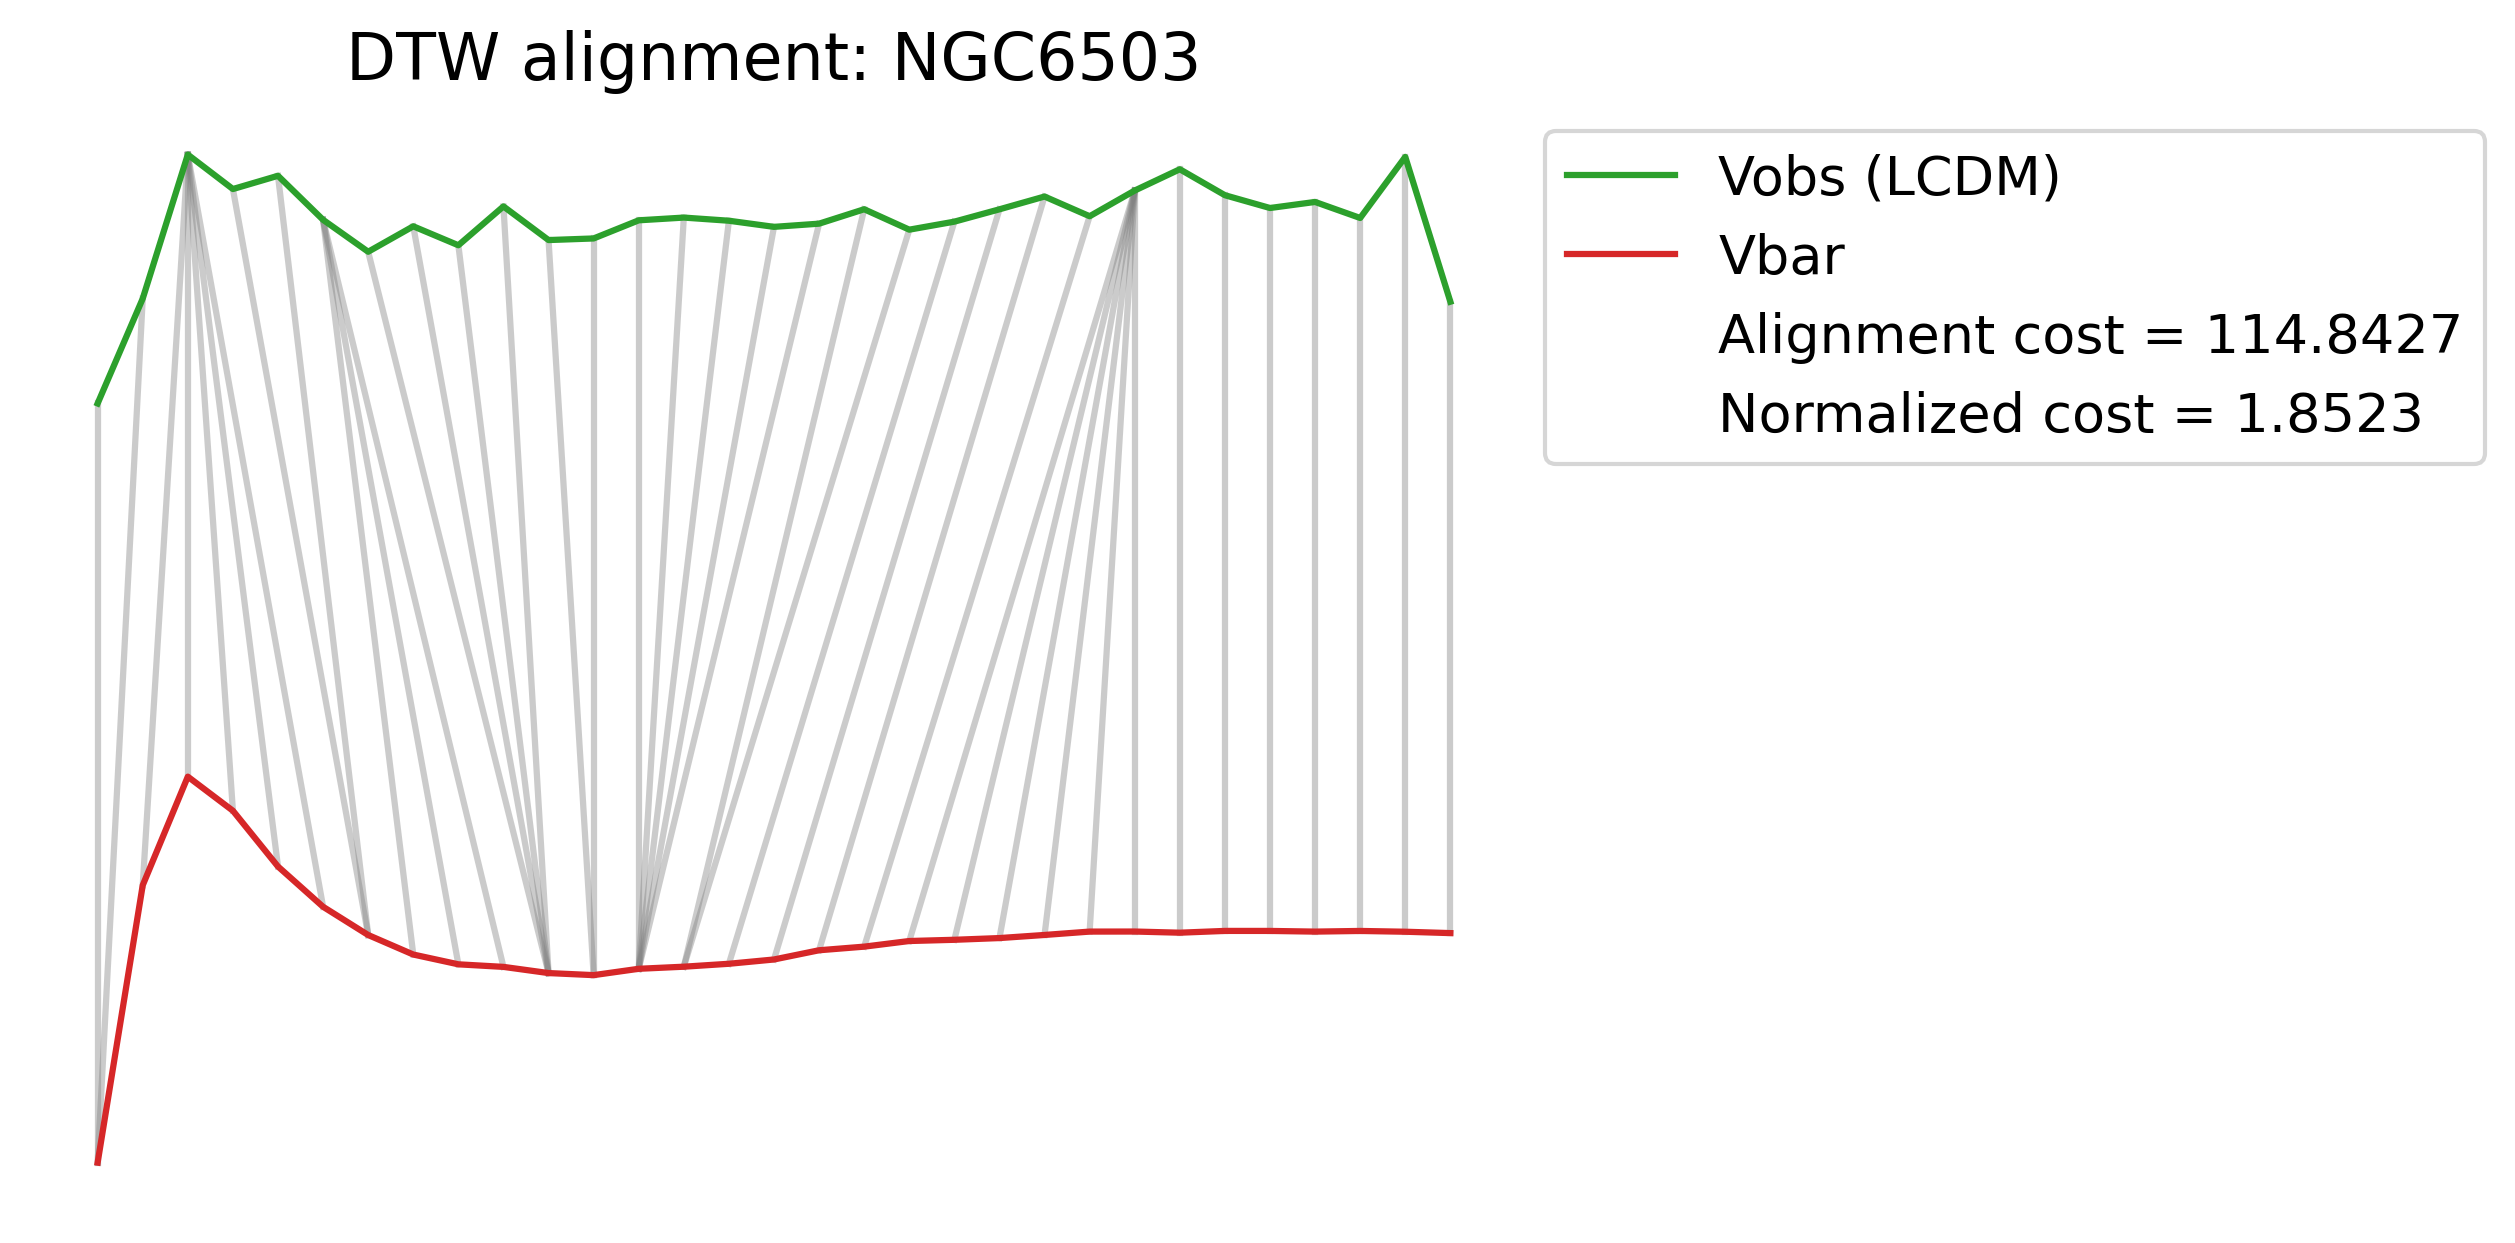 DTW alignment: NGC6503
Vobs (LCDM)
Vbar
Alignment cost = 114.8427
Normalized cost = 1.8523